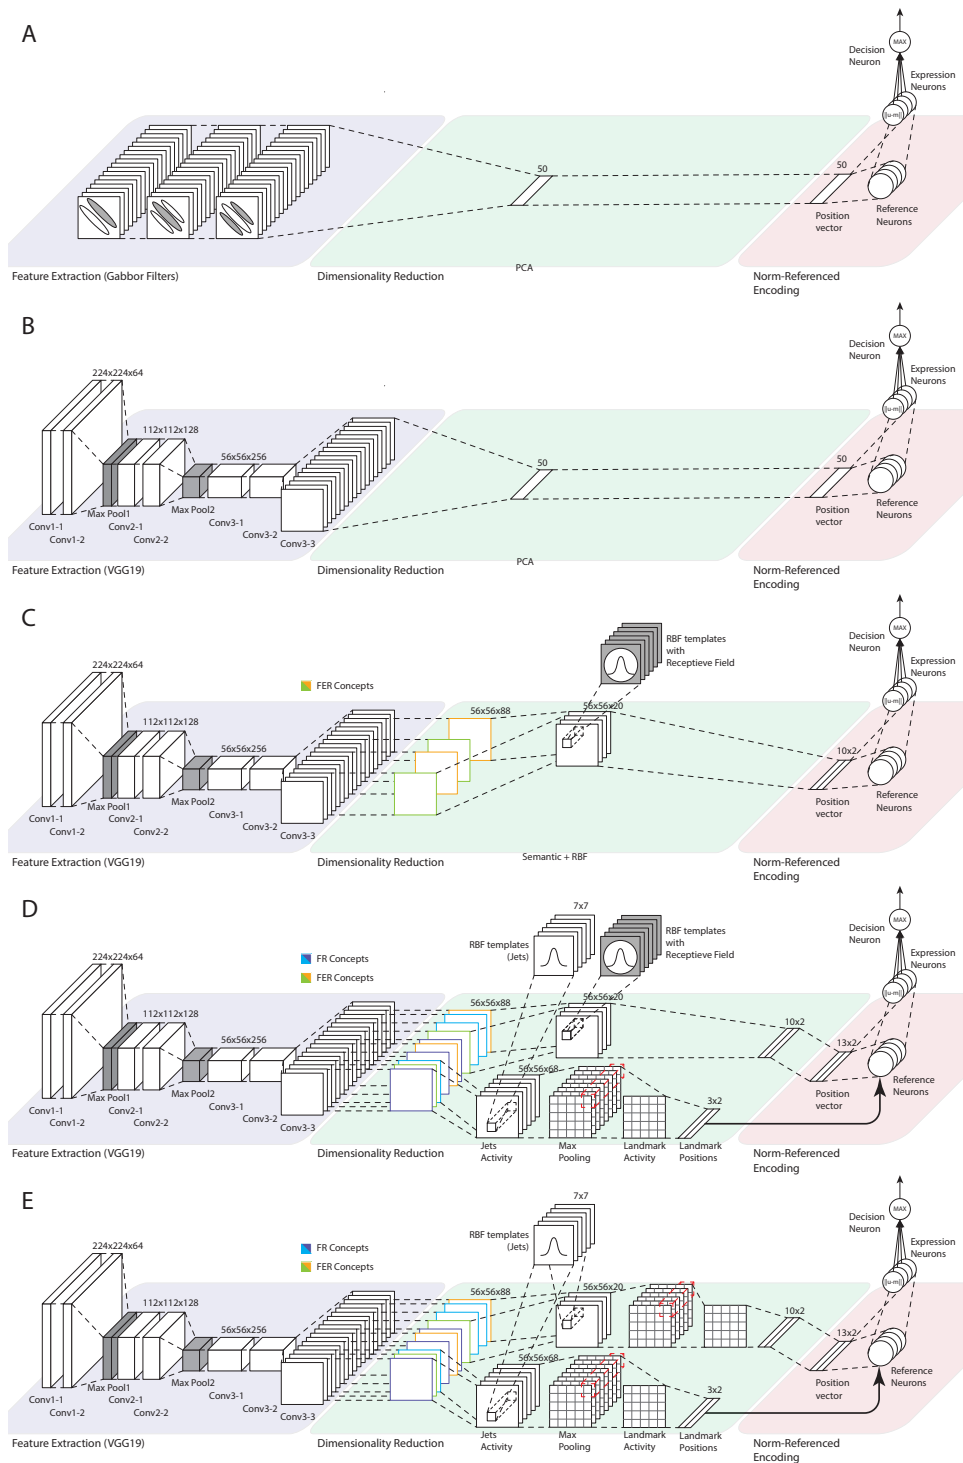 A
MAX
Decision
Neuron
Expression
Neurons
||u-m||
50
50
Position
vector
Reference
Neurons
Feature Extraction (Gabbor Filters)
Dimensionality Reduction
PCA
Norm-Referenced
Encoding
B
MAX
Decision
Neuron
Expression
Neurons
||u-m||
224x224x64
112x112x128
56x56x256
50
50
Conv1-1
Conv1-2
Max Pool1
Conv2-1
Conv2-2
Max Pool2
Conv3-1
Conv3-2
Conv3-3
Position
vector
Reference
Neurons
Feature Extraction (VGG19)
Dimensionality Reduction
PCA
Norm-Referenced
Encoding
C
MAX
Decision
Neuron
Expression
Neurons
||u-m||
RBF templates
with
Receptieve Field
224x224x64
FER Concepts
112x112x128
56x56x256
56x56x88
56x56x20
10x2
Conv1-1
Conv1-2
Max Pool1
Conv2-1
Conv2-2
Max Pool2
Conv3-1
Conv3-2
Conv3-3
Position
vector
Reference
Neurons
Feature Extraction (VGG19)
Dimensionality Reduction
Semantic + RBF
Norm-Referenced
Encoding
D
7x7
MAX
Decision
Neuron
Expression
Neurons
||u-m||
RBF templates
(Jets)
RBF templates
with
Receptieve Field
224x224x64
FR Concepts
FER Concepts
112x112x128
56x56x256
56x56x88
56x56x20
10x2
13x2
56x56x68
3x2
Conv1-1
Conv1-2
Max Pool1
Conv2-1
Conv2-2
Max Pool2
Conv3-1
Conv3-2
Conv3-3
Jets
Activity
Max
Pooling
Landmark
Activity
Landmark
Positions
Position
vector
Reference
Neurons
Feature Extraction (VGG19)
Dimensionality Reduction
Norm-Referenced
Encoding
E
7x7
MAX
Decision
Neuron
Expression
Neurons
||u-m||
RBF templates
(Jets)
224x224x64
FR Concepts
FER Concepts
112x112x128
56x56x256
56x56x88
56x56x20
10x2
13x2
56x56x68
3x2
Conv1-1
Conv1-2
Max Pool1
Conv2-1
Conv2-2
Max Pool2
Conv3-1
Conv3-2
Conv3-3
Jets
Activity
Max
Pooling
Landmark
Activity
Landmark
Positions
Position
vector
Reference
Neurons
Feature Extraction (VGG19)
Dimensionality Reduction
Norm-Referenced
Encoding